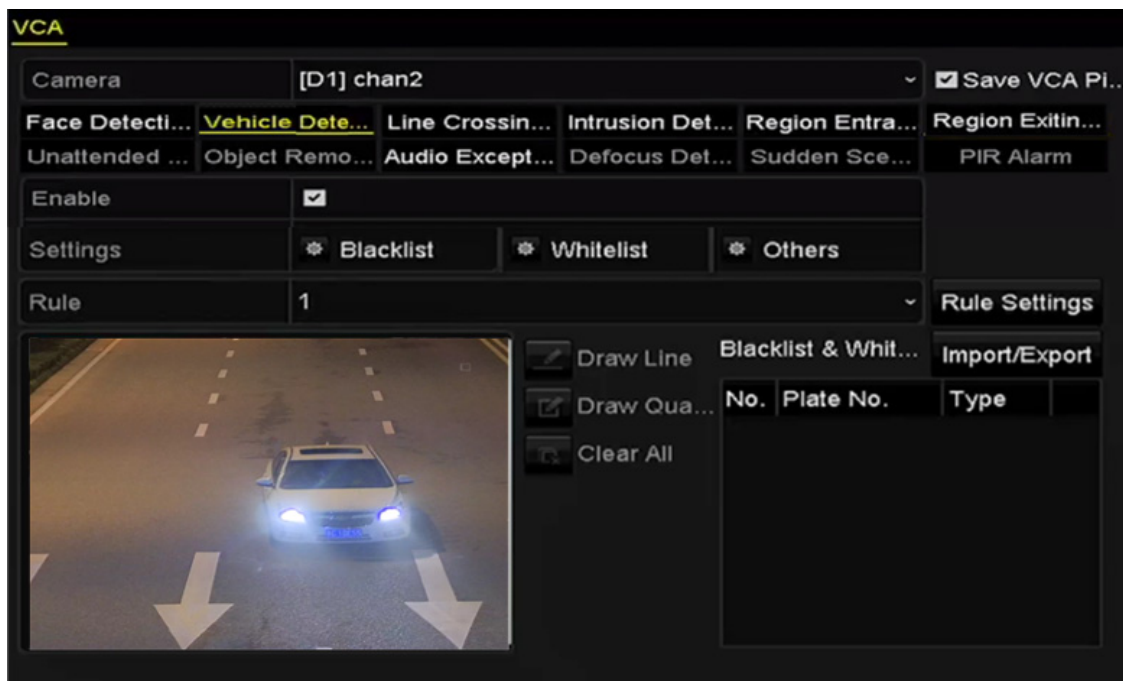 VCA
Camera [D1] chan2 Save VCA Pi..
Face Detecti... Vehicle Dete... Line Crossin... Intrusion Det... Region Entra... Region Exitin...
Unattended ... Object Remo... Audio Except... Defocus Det... Sudden Sce... PIR Alarm
Enable
Settings Blacklist Whitelist Others
Rule 1 Rule Settings
Draw Line Blacklist & Whit... Import/Export
Draw Qua... No. Plate No. Type
Clear All